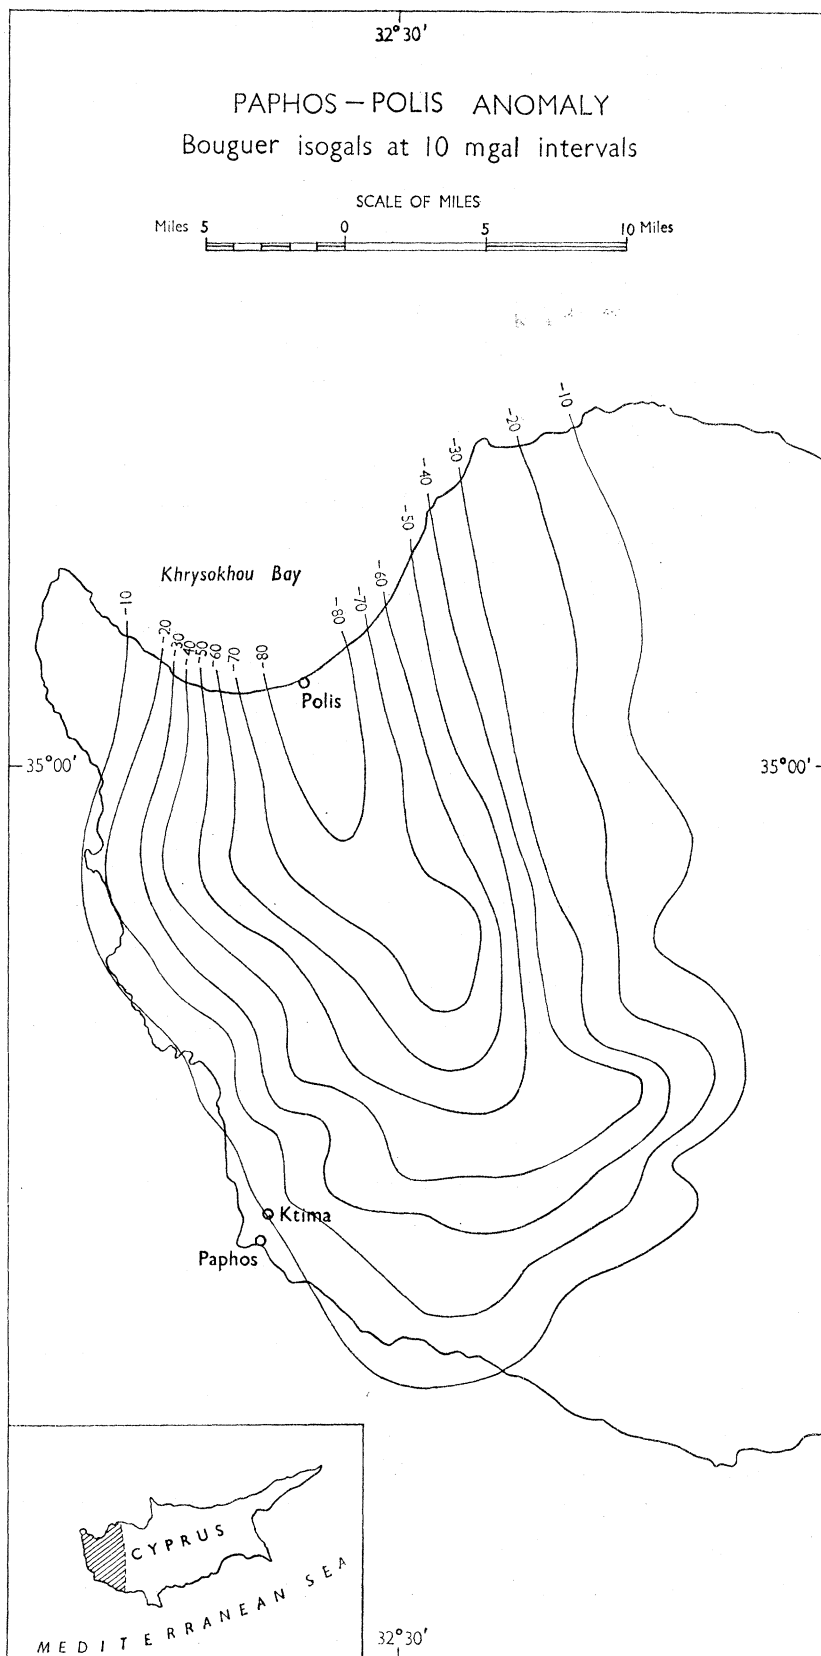 32°30'
PAPHOS – POLIS ANOMALY
Bouguer isogals at 10 mgal intervals
SCALE OF MILES
Miles 5 0 5 10 Miles
-10
-20
-30
-40
-50
-60
-70
-80
Khrysokhou Bay
-10
-20
-30
-40
-50
-60
-70
-80
Polis
35°00'
35°00'
Ktima
Paphos
CYPRUS
MEDITERRANEAN SEA
32°30'